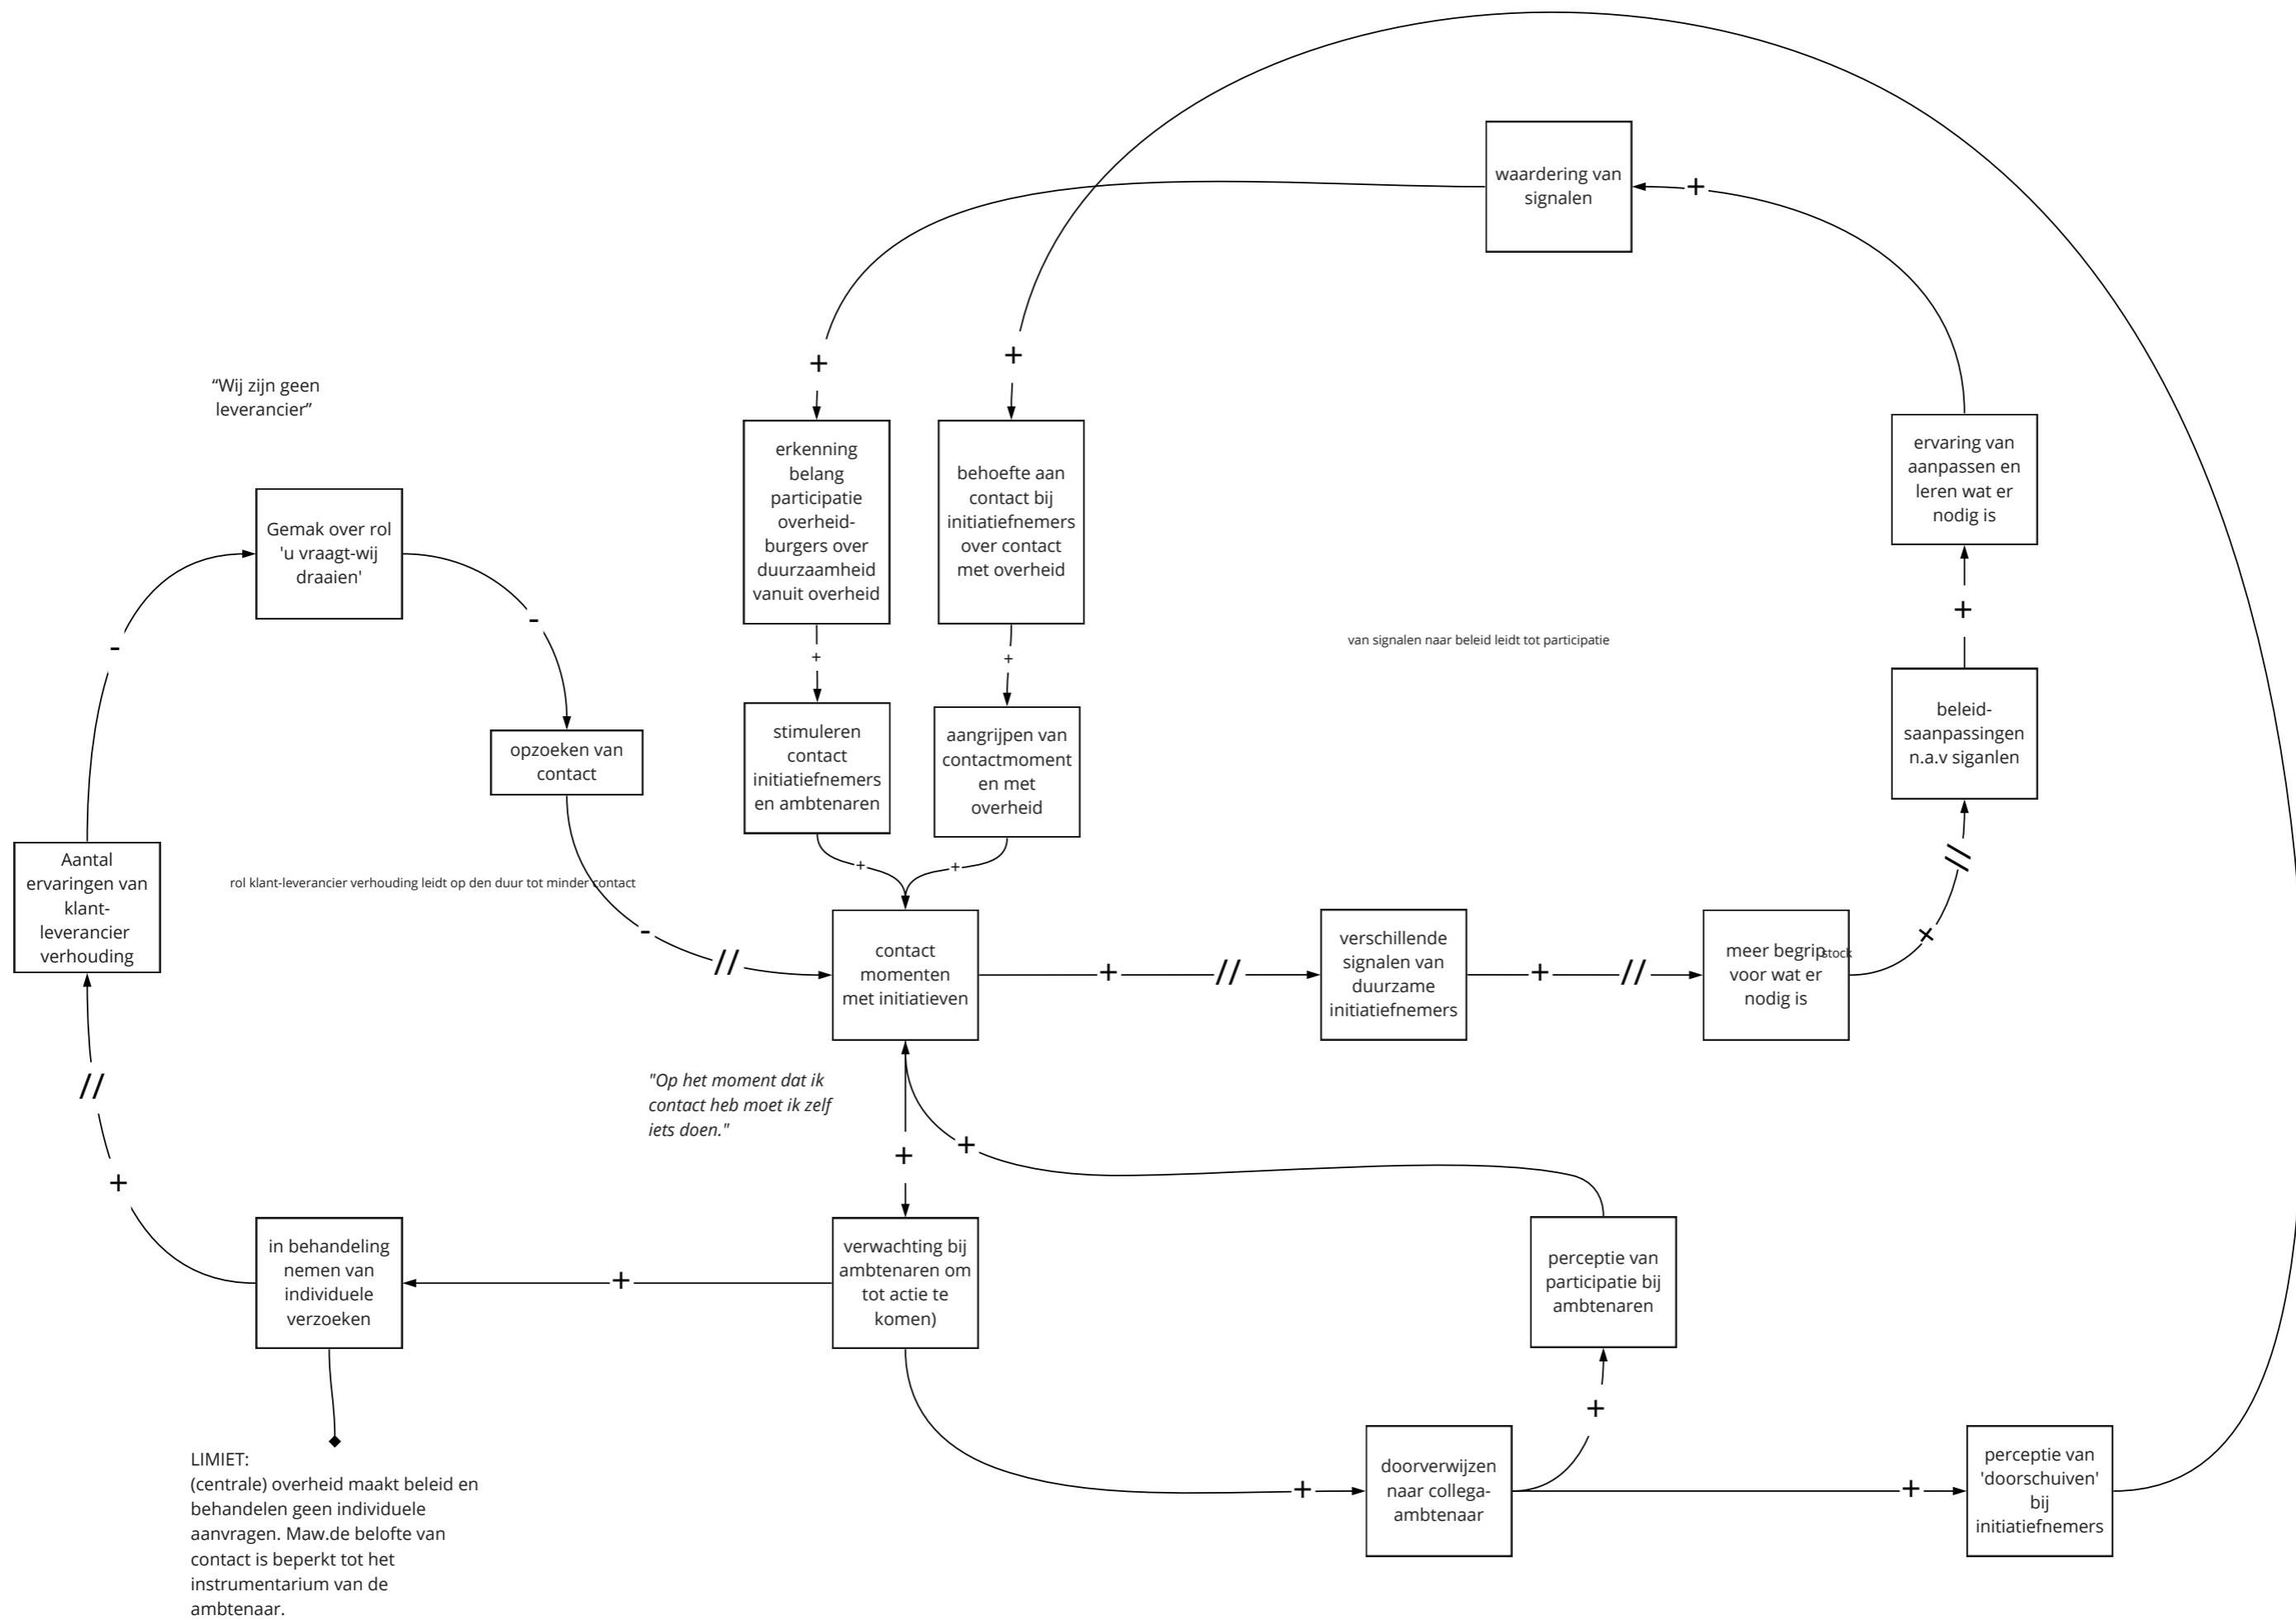 waardering van
signalen
+
+
+
“Wij zijn geen
leverancier”
erkenning
belang
participatie
overheid-
burgers over
duurzaamheid
vanuit overheid
behoefte aan
contact bij
initiatiefnemers
over contact
met overheid
ervaring van
aanpassen en
leren wat er
nodig is
Gemak over rol
'u vraagt-wij
draaien'
-
-
+
+
+
van signalen naar beleid leidt tot participatie
opzoeken van
contact
stimuleren
contact
initiatiefnemers
en ambtenaren
aangrijpen van
contactmoment
en met
overheid
beleid-
saanpassingen
n.a.v siganlen
Aantal
ervaringen van
klant-
leverancier
verhouding
rol klant-leverancier verhouding leidt op den duur tot minder contact
+
+
//
-
//
contact
momenten
met initiatieven
+
//
verschillende
signalen van
duurzame
initiatiefnemers
+
//
meer begrip
voor wat er
nodig is
stock
+
//
"Op het moment dat ik
contact heb moet ik zelf
iets doen."
+
+
+
in behandeling
nemen van
individuele
verzoeken
+
verwachting bij
ambtenaren om
tot actie te
komen)
perceptie van
participatie bij
ambtenaren
+
LIMIET:
(centrale) overheid maakt beleid en
behandelen geen individuele
aanvragen. Maw.de belofte van
contact is beperkt tot het
instrumentarium van de
ambtenaar.
+
doorverwijzen
naar collega-
ambtenaar
+
perceptie van
'doorschuiven'
bij
initiatiefnemers